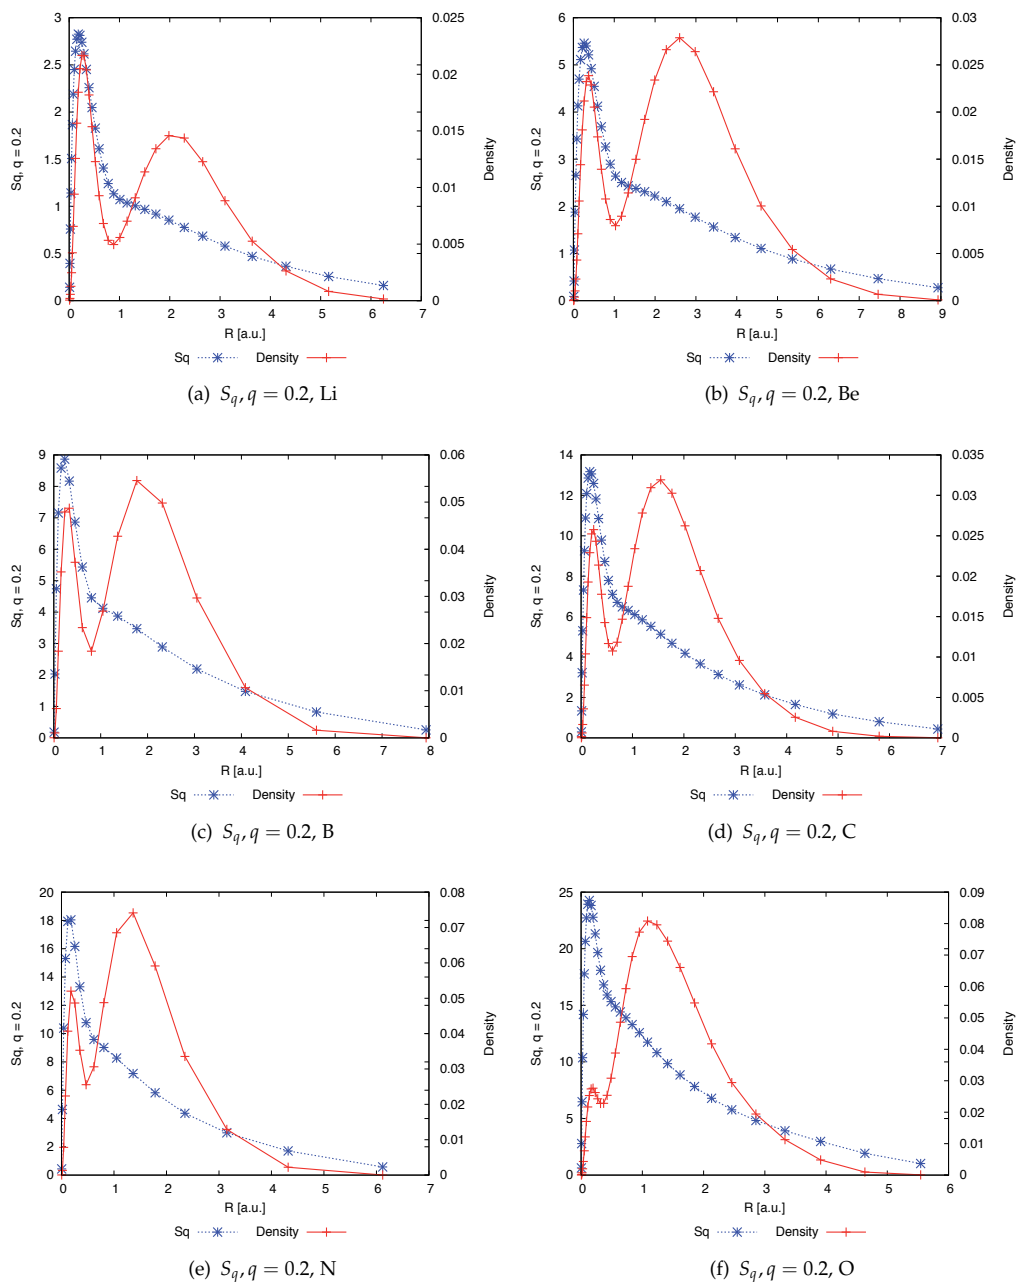 3
2.5
2
1.5
1
0.5
0
0.025
0.02
0.015
0.01
0.005
0
0 1 2 3 4 5 6 7
Sq, q = 0.2
Density
R [a.u.]
Sq Density
(a) Sq, q = 0.2, Li
6
5
4
3
2
1
0
0.03
0.025
0.02
0.015
0.01
0.005
0
0 1 2 3 4 5 6 7 8 9
Sq, q = 0.2
Density
R [a.u.]
Sq Density
(b) Sq, q = 0.2, Be
9
8
7
6
5
4
3
2
1
0
0.06
0.05
0.04
0.03
0.02
0.01
0
0 1 2 3 4 5 6 7 8
Sq, q = 0.2
Density
R [a.u.]
Sq Density
(c) Sq, q = 0.2, B
14
12
10
8
6
4
2
0
0.035
0.03
0.025
0.02
0.015
0.01
0.005
0
0 1 2 3 4 5 6 7
Sq, q = 0.2
Density
R [a.u.]
Sq Density
(d) Sq, q = 0.2, C
20
18
16
14
12
10
8
6
4
2
0
0.08
0.07
0.06
0.05
0.04
0.03
0.02
0.01
0
0 1 2 3 4 5 6 7
Sq, q = 0.2
Density
R [a.u.]
Sq Density
(e) Sq, q = 0.2, N
25
20
15
10
5
0
0.09
0.08
0.07
0.06
0.05
0.04
0.03
0.02
0.01
0
0 1 2 3 4 5 6
Sq, q = 0.2
Density
R [a.u.]
Sq Density
(f) Sq, q = 0.2, O